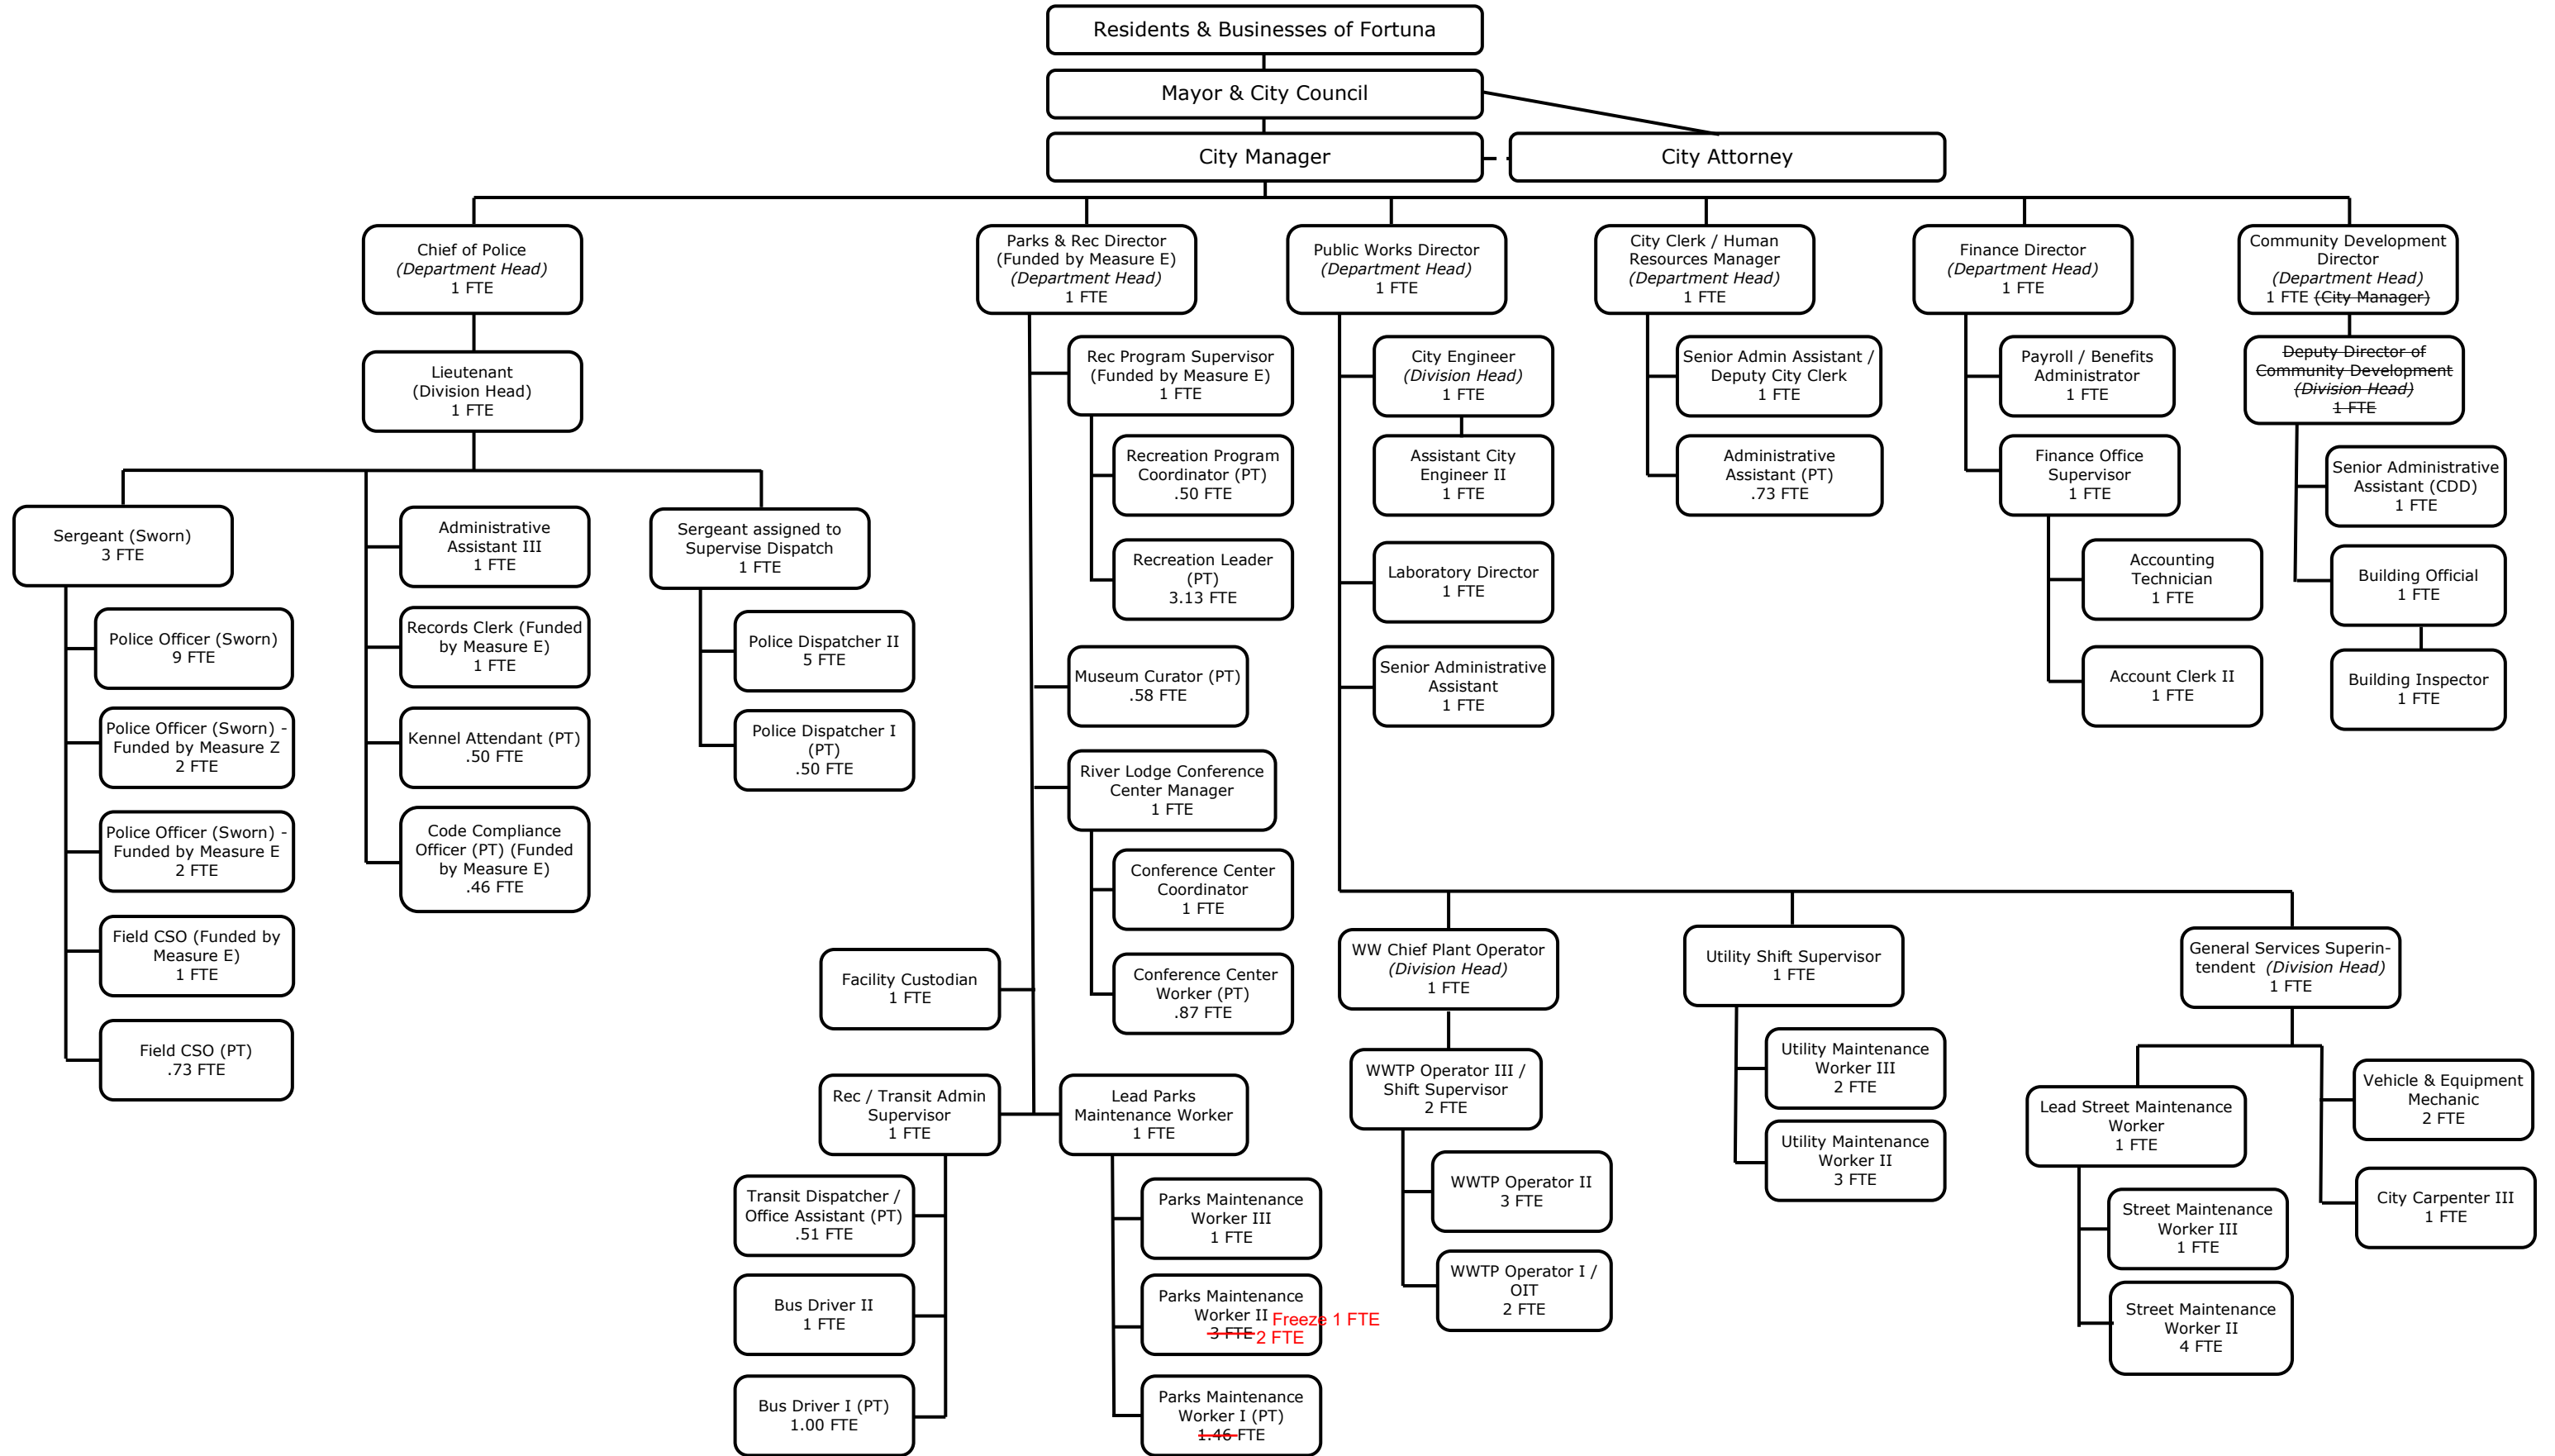 Residents & Businesses of Fortuna
Mayor & City Council
City Manager
City Attorney
Chief of Police
(Department Head)
1 FTE
Lieutenant
(Division Head)
1 FTE
Sergeant (Sworn)
3 FTE
Police Officer (Sworn)
9 FTE
Police Officer (Sworn) -
Funded by Measure Z
2 FTE
Police Officer (Sworn) -
Funded by Measure E
2 FTE
Field CSO (Funded by
Measure E)
1 FTE
Field CSO (PT)
.73 FTE
Administrative
Assistant III
1 FTE
Records Clerk (Funded
by Measure E)
1 FTE
Kennel Attendant (PT)
.50 FTE
Code Compliance
Officer (PT) (Funded
by Measure E)
.46 FTE
Sergeant assigned to
Supervise Dispatch
1 FTE
Police Dispatcher II
5 FTE
Police Dispatcher I
(PT)
.50 FTE
Parks & Rec Director
(Funded by Measure E)
(Department Head)
1 FTE
Rec Program Supervisor
(Funded by Measure E)
1 FTE
Recreation Program
Coordinator (PT)
.50 FTE
Recreation Leader
(PT)
3.13 FTE
Museum Curator (PT)
.58 FTE
River Lodge Conference
Center Manager
1 FTE
Conference Center
Coordinator
1 FTE
Conference Center
Worker (PT)
.87 FTE
Facility Custodian
1 FTE
Rec / Transit Admin
Supervisor
1 FTE
Transit Dispatcher /
Office Assistant (PT)
.51 FTE
Bus Driver II
1 FTE
Bus Driver I (PT)
1.00 FTE
Lead Parks
Maintenance Worker
1 FTE
Parks Maintenance
Worker III
1 FTE
Parks Maintenance
Worker II Freeze 1 FTE
3 FTE 2 FTE
Parks Maintenance
Worker I (PT)
1.46 FTE
Public Works Director
(Department Head)
1 FTE
City Engineer
(Division Head)
1 FTE
Assistant City
Engineer II
1 FTE
Laboratory Director
1 FTE
Senior Administrative
Assistant
1 FTE
WW Chief Plant Operator
(Division Head)
1 FTE
WWTP Operator III /
Shift Supervisor
2 FTE
WWTP Operator II
3 FTE
WWTP Operator I /
OIT
2 FTE
Utility Shift Supervisor
1 FTE
Utility Maintenance
Worker III
2 FTE
Utility Maintenance
Worker II
3 FTE
General Services Superin-
tendent (Division Head)
1 FTE
Lead Street Maintenance
Worker
1 FTE
Street Maintenance
Worker III
1 FTE
Street Maintenance
Worker II
4 FTE
Vehicle & Equipment
Mechanic
2 FTE
City Carpenter III
1 FTE
City Clerk / Human
Resources Manager
(Department Head)
1 FTE
Senior Admin Assistant /
Deputy City Clerk
1 FTE
Administrative
Assistant (PT)
.73 FTE
Finance Director
(Department Head)
1 FTE
Payroll / Benefits
Administrator
1 FTE
Finance Office
Supervisor
1 FTE
Accounting
Technician
1 FTE
Account Clerk II
1 FTE
Community Development
Director
(Department Head)
1 FTE (City Manager)
Deputy Director of
Community Development
(Division Head)
1 FTE
Senior Administrative
Assistant (CDD)
1 FTE
Building Official
1 FTE
Building Inspector
1 FTE